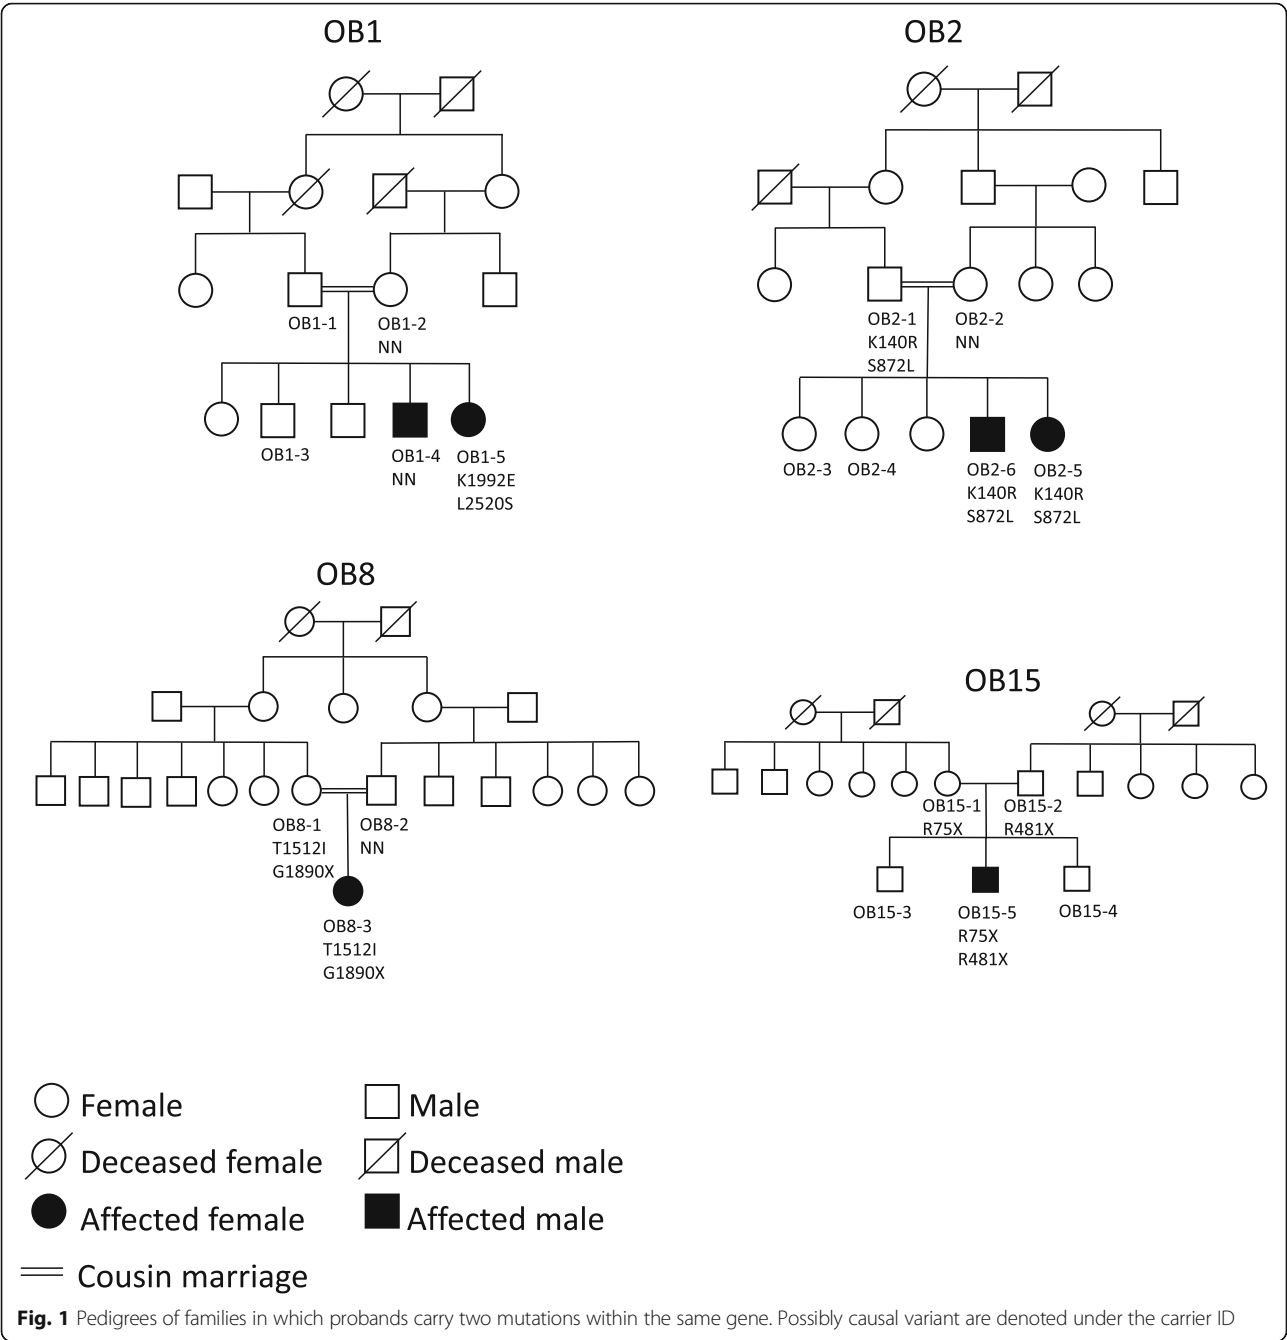 OB1
OB1-1
OB1-2
NN
OB1-3
OB1-4
NN
OB1-5
K1992E
L2520S
OB2
OB2-1
K140R
S872L
OB2-2
NN
OB2-3
OB2-4
OB2-6
K140R
S872L
OB2-5
K140R
S872L
OB8
OB8-1
T1512I
G1890X
OB8-2
NN
OB8-3
T1512I
G1890X
OB15
OB15-1
R75X
OB15-2
R481X
OB15-3
OB15-5
R75X
R481X
OB15-4
Female
Male
Deceased female
Deceased male
Affected female
Affected male
Cousin marriage
Fig. 1 Pedigrees of families in which probands carry two mutations within the same gene. Possibly causal variant are denoted under the carrier ID